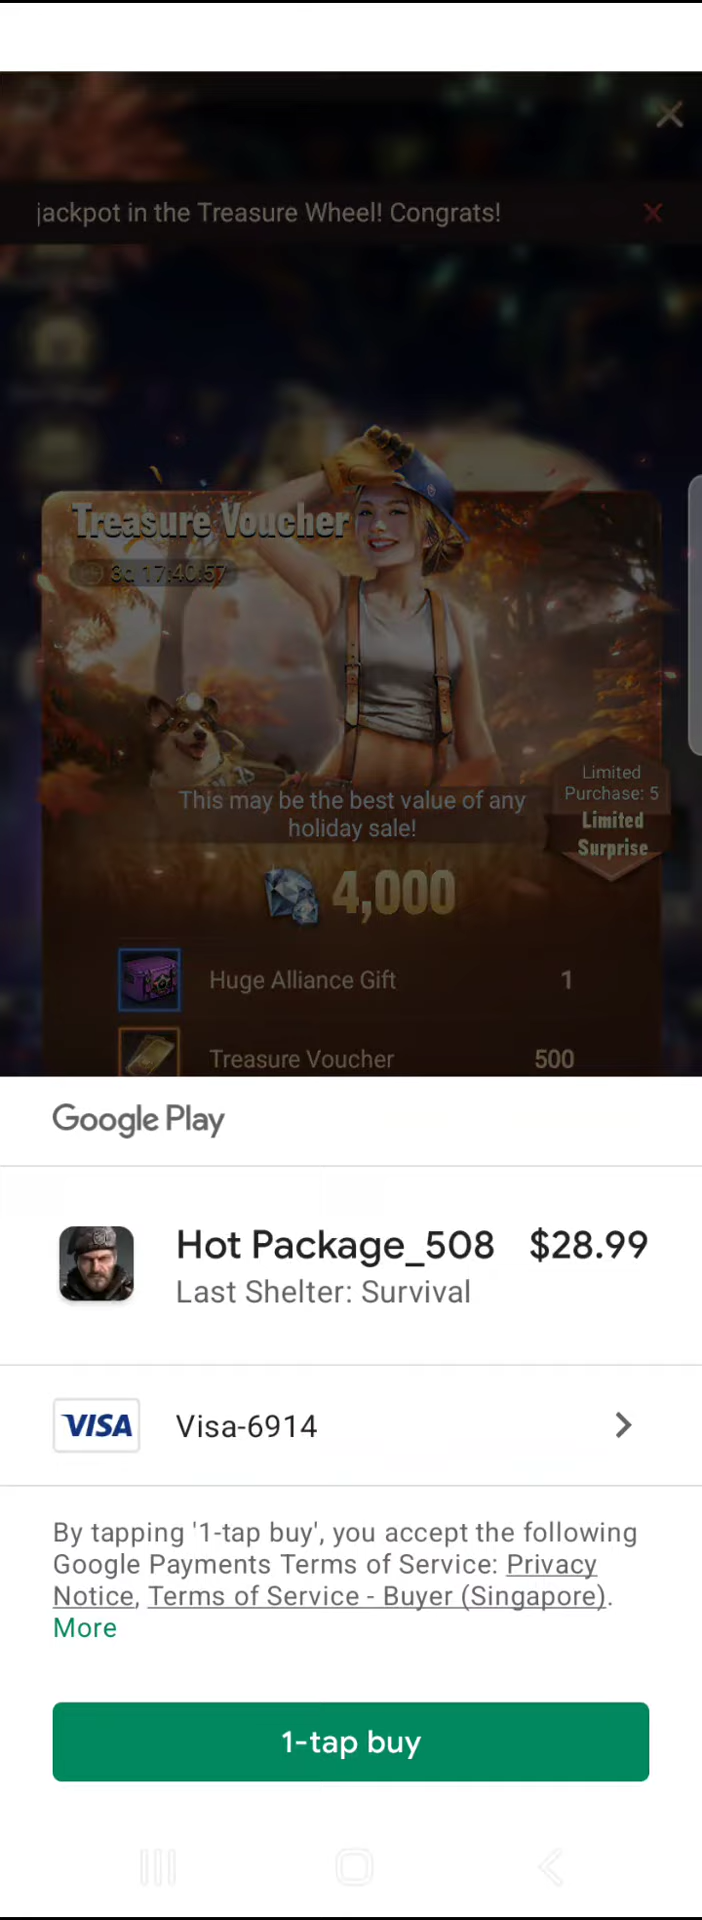 jackpot in the Treasure Wheel! Congrats!
Treasure Voucher
3d 17:40:57
Limited
Purchase: 5
Limited
Surprise
This may be the best value of any
holiday sale!
4,000
Huge Alliance Gift 1
Treasure Voucher 500
Google Play
Hot Package_508 $28.99
Last Shelter: Survival
VISA Visa-6914
By tapping '1-tap buy', you accept the following
Google Payments Terms of Service: Privacy
Notice, Terms of Service - Buyer (Singapore).
More
1-tap buy